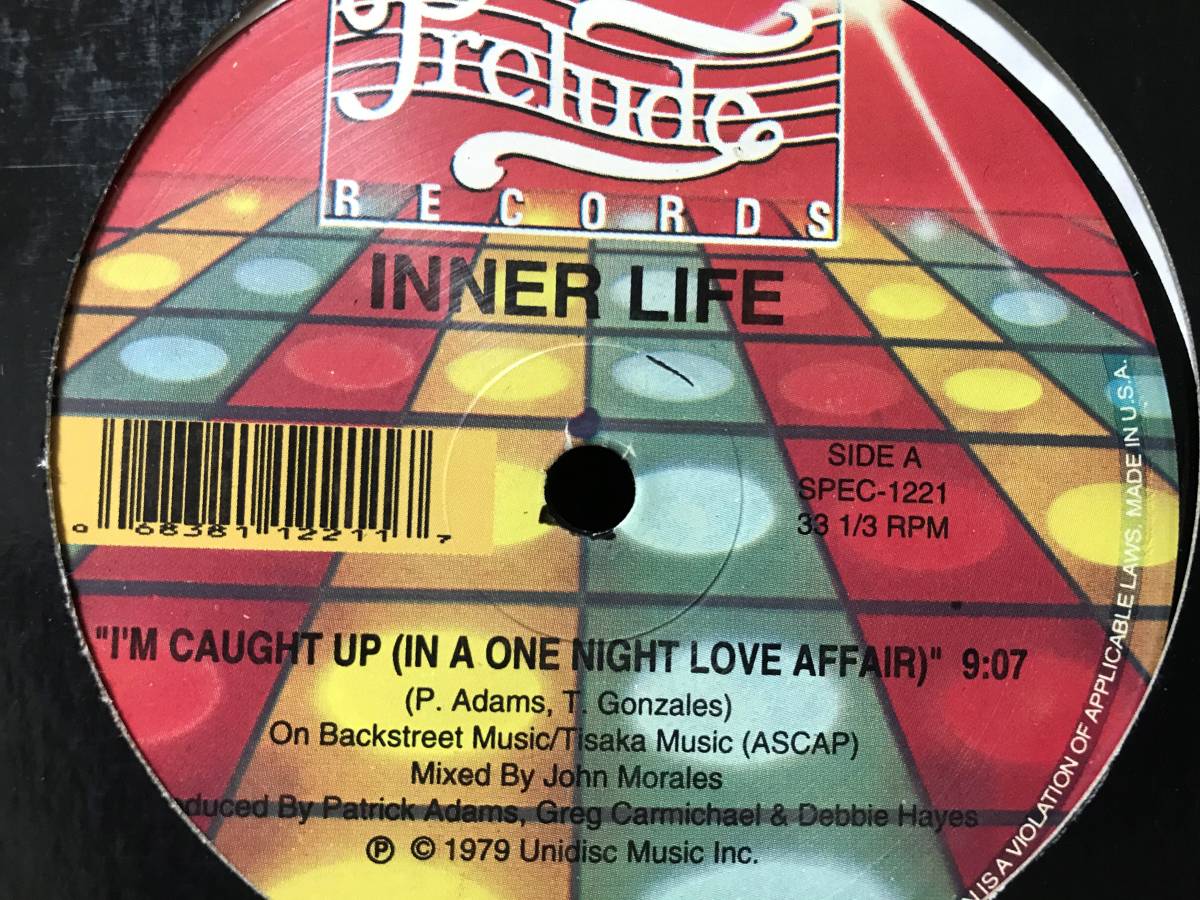 Prelude
RECORDS
INNER LIFE
SIDE A
SPEC-1221
33 1/3 RPM
0 68381 12211 7
"I'M CAUGHT UP (IN A ONE NIGHT LOVE AFFAIR)" 9:07
(P. Adams, T. Gonzales)
On Backstreet Music/Tisaka Music (ASCAP)
Mixed By John Morales
oduced By Patrick Adams, Greg Carmichael & Debbie Hayes
℗ © 1979 Unidisc Music Inc.
IS A VIOLATION OF APPLICABLE LAWS. MADE IN U.S.A.